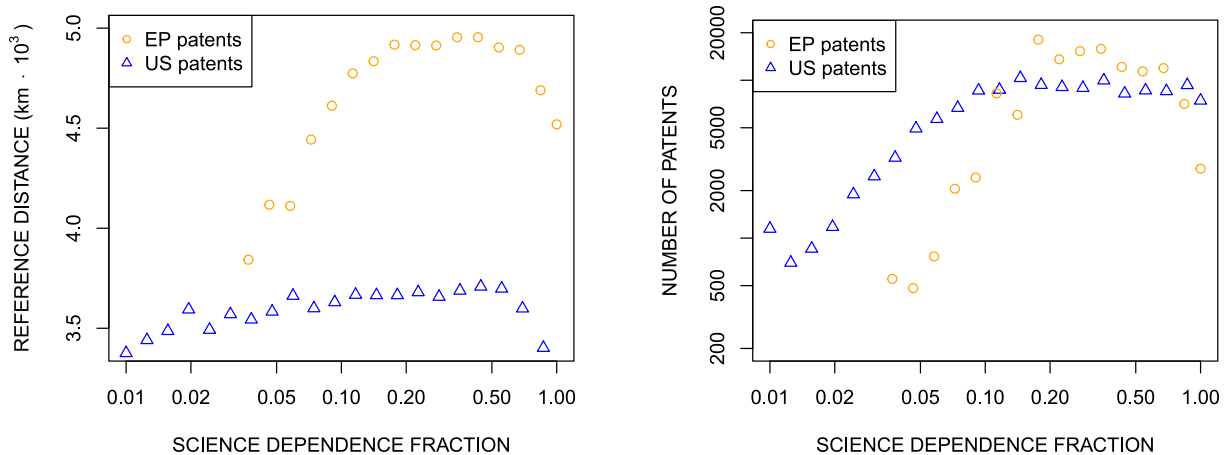 REFERENCE DISTANCE (km · 10³)
5.0
4.5
4.0
3.5
EP patents
US patents
0.01 0.02 0.05 0.10 0.20 0.50 1.00
SCIENCE DEPENDENCE FRACTION
NUMBER OF PATENTS
20000
5000
2000
500
200
EP patents
US patents
0.01 0.02 0.05 0.10 0.20 0.50 1.00
SCIENCE DEPENDENCE FRACTION